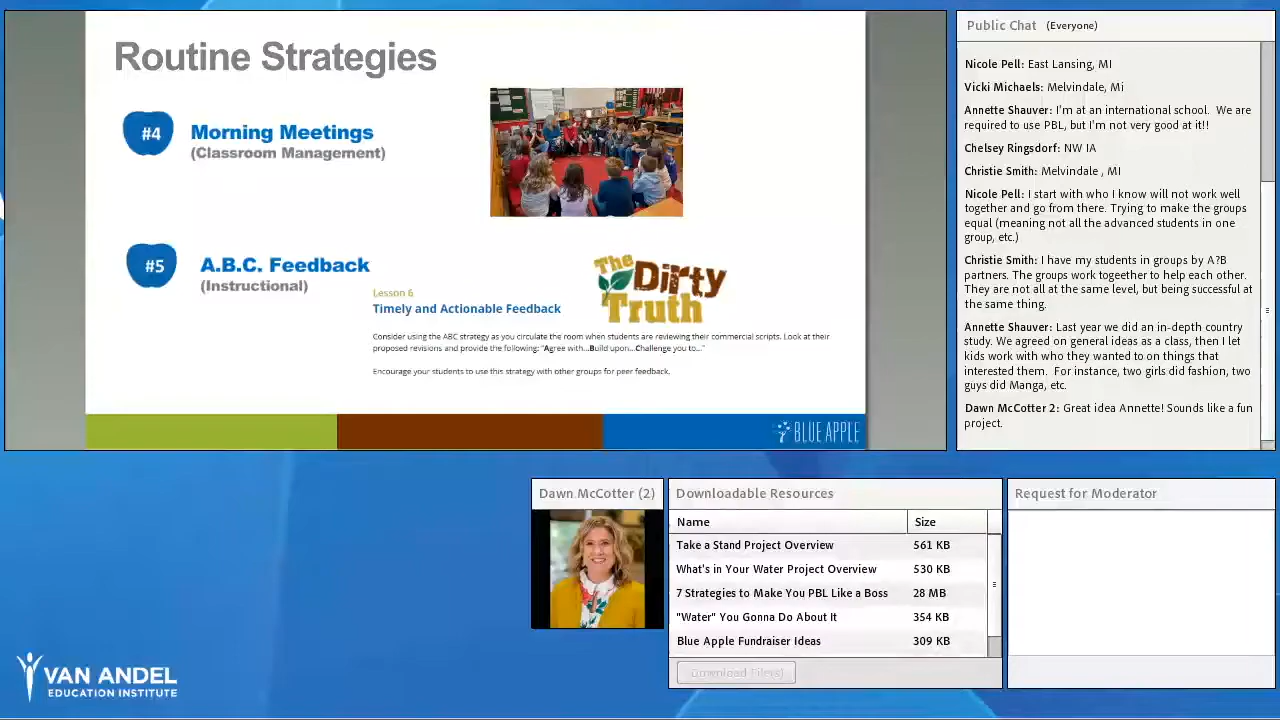 Routine Strategies
#4
Morning Meetings
(Classroom Management)
#5
A.B.C. Feedback
(Instructional)
The Dirty Truth
Lesson 6
Timely and Actionable Feedback
Consider using the ABC strategy as you circulate the room when students are reviewing their commercial scripts. Look at their
proposed revisions and provide the following: "Agree with...Build upon...Challenge you to..."
Encourage your students to use this strategy with other groups for peer feedback.
BLUE APPLE
Public Chat (Everyone)
Nicole Pell: East Lansing, MI
Vicki Michaels: Melvindale, Mi
Annette Shauver: I'm at an international school. We are
required to use PBL, but I'm not very good at it!!
Chelsey Ringsdorf: NW IA
Christie Smith: Melvindale , MI
Nicole Pell: I start with who I know will not work well
together and go from there. Trying to make the groups
equal (meaning not all the advanced students in one
group, etc.)
Christie Smith: I have my students in groups by A?B
partners. The group work together to help each other.
They are not all at the same level, but being successful at
the same thing.
Annette Shauver: Last year we did an in-depth country
study. We agreed on general ideas as a class, then I let
kids work with who they wanted to on things that
interested them. For instance, two girls did fashion, two
guys did Manga, etc.
Dawn McCotter 2: Great idea Annette! Sounds like a fun
project.
Dawn McCotter (2)
Downloadable Resources
Name Size
Take a Stand Project Overview 561 KB
What's in Your Water Project Overview 530 KB
7 Strategies to Make You PBL Like a Boss 28 MB
"Water" You Gonna Do About It 354 KB
Blue Apple Fundraiser Ideas 309 KB
Download File(s)
Request for Moderator
VAN ANDEL
EDUCATION INSTITUTE